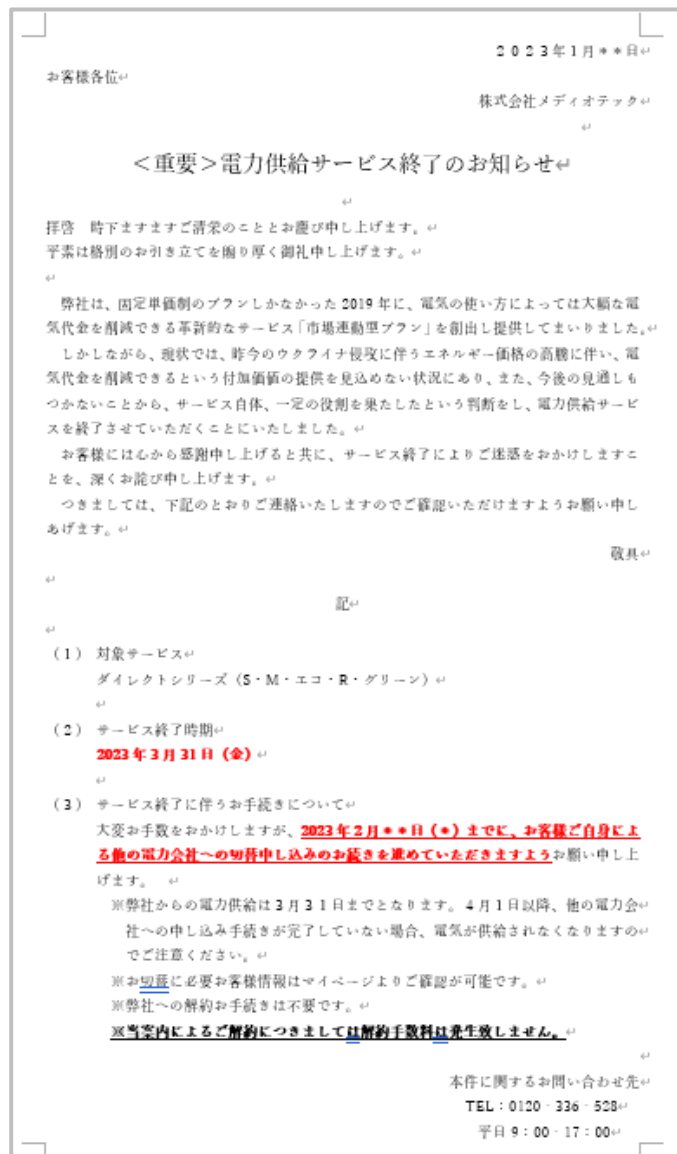 ２０２３年１月＊＊日
お客様各位
株式会社メディオテック
＜重要＞電力供給サービス終了のお知らせ
拝啓　時下ますますご清栄のこととお慶び申し上げます。
平素は格別のお引き立てを賜り厚く御礼申し上げます。
弊社は、固定単価制のプランしかなかった 2019 年に、電気の使い方によっては大幅な電
気代金を削減できる革新的なサービス「市場連動型プラン」を創出し提供してまいりました。
しかしながら、現状では、昨今のウクライナ侵攻に伴うエネルギー価格の高騰に伴い、電
気代金を削減できるという付加価値の提供を見込めない状況にあり、また、今後の見通しも
つかないことから、サービス自体、一定の役割を果たしたという判断をし、電力供給サービ
スを終了させていただくことにいたしました。
お客様には心から感謝申し上げると共に、サービス終了によりご迷惑をおかけしますこ
とを、深くお詫び申し上げます。
つきましては、下記のとおりご連絡いたしますのでご確認いただけますようお願い申し
あげます。
敬具
記
（1） 対象サービス
ダイレクトシリーズ（S・M・エコ・R・グリーン）
（2） サービス終了時期
2023 年 3 月 31 日（金）
（3） サービス終了に伴うお手続きについて
大変お手数をおかけしますが、2023 年 2 月＊＊日（＊）までに、お客様ご自身によ
る他の電力会社への切替申し込みのお続きを進めていただきますようお願い申し上
げます。
※弊社からの電力供給は３月３１日までとなります。４月１日以降、他の電力会
社への申し込み手続きが完了していない場合、電気が供給されなくなりますの
でご注意ください。
※お切替に必要お客様情報はマイページよりご確認が可能です。
※弊社への解約お手続きは不要です。
※当案内によるご解約につきましては解約手数料は発生致しません。
本件に関するお問い合わせ先
TEL：0120‐336‐528
平日 9：00‐17：00